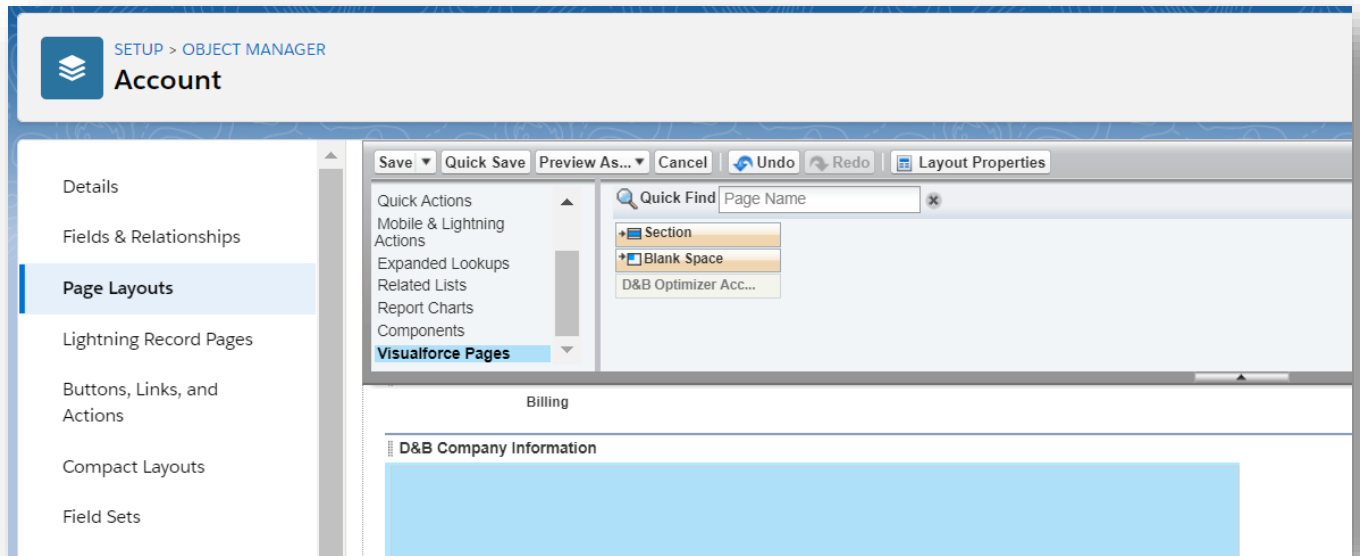 SETUP > OBJECT MANAGER
Account
Details
Fields & Relationships
Page Layouts
Lightning Record Pages
Buttons, Links, and
Actions
Compact Layouts
Field Sets
Save Quick Save Preview As... Cancel Undo Redo Layout Properties
Quick Actions
Mobile & Lightning
Actions
Expanded Lookups
Related Lists
Report Charts
Components
Visualforce Pages
Quick Find Page Name
Section
Blank Space
D&B Optimizer Acc...
Billing
D&B Company Information